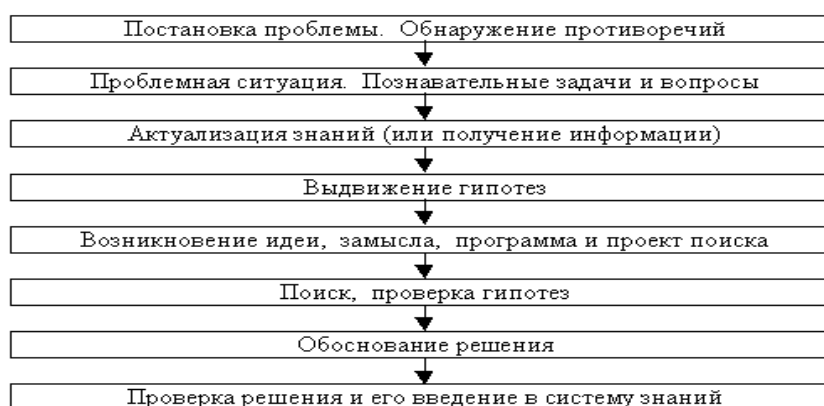 Постановка проблемы. Обнаружение противоречий
Проблемная ситуация. Познавательные задачи и вопросы
Актуализация знаний (или получение информации)
Выдвижение гипотез
Возникновение идеи, замысла, программа и проект поиска
Поиск, проверка гипотез
Обоснование решения
Проверка решения и его введение в систему знаний